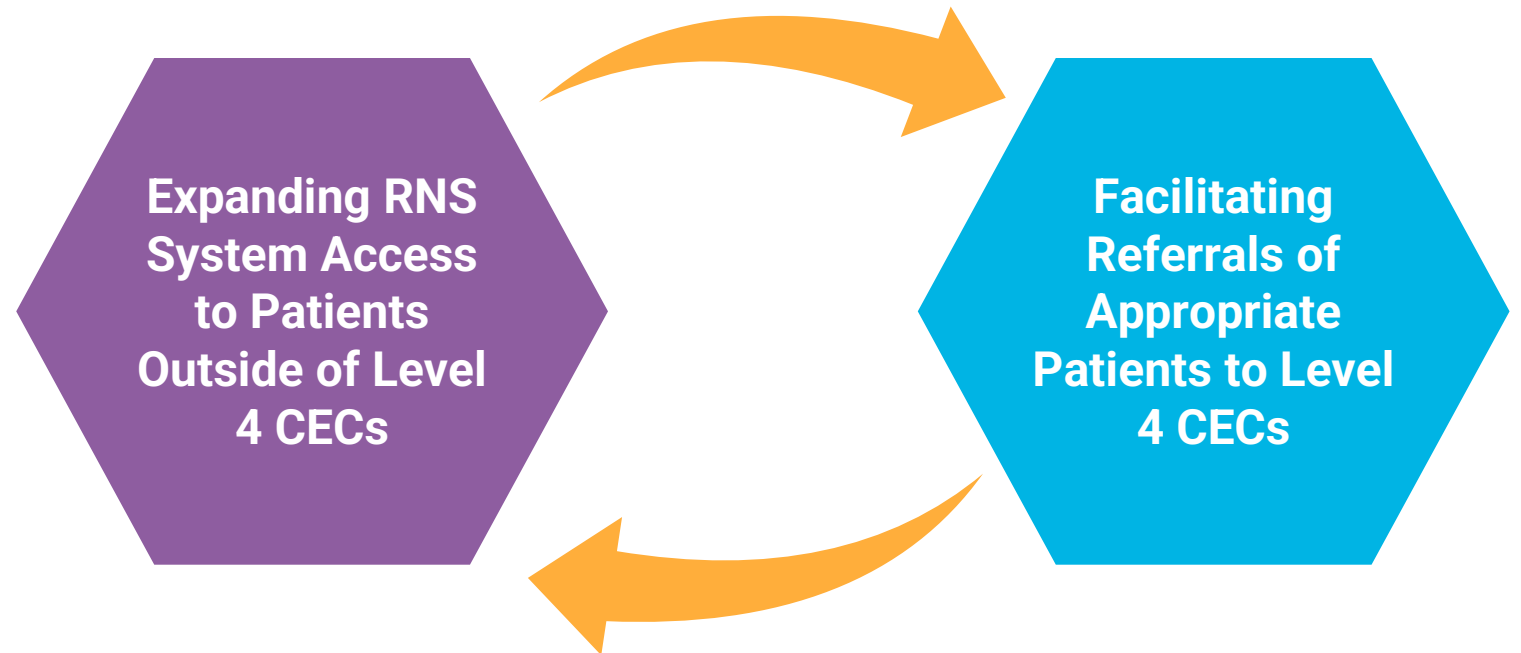 Expanding RNS
System Access
to Patients
Outside of Level
4 CECs
Facilitating
Referrals of
Appropriate
Patients to Level
4 CECs